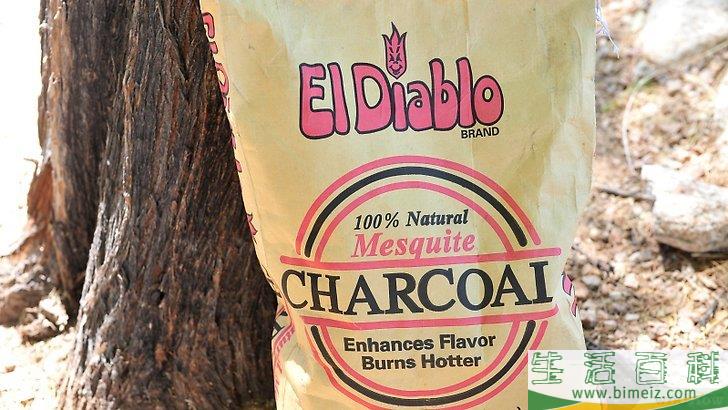 El Diablo
BRAND
100% Natural
Mesquite
CHARCOAL
Enhances Flavor
Burns Hotter
生活百科
www.bimeiz.com